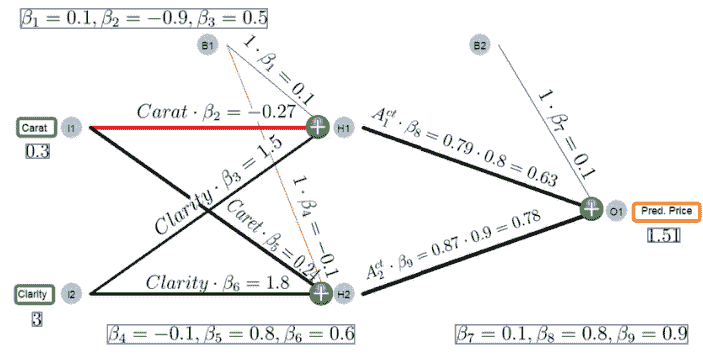 β₁ = 0.1, β₂ = −0.9, β₃ = 0.5
B1
B2
1 · β₁ = 0.1
Carat · β₂ = −0.27
Carat
I1
H1
0.3
Clarity · β₃ = 1.5
1 · β₄ = −0.1
Caret · β₅ = 0.24
A₁ᶜᵗ · β₈ = 0.79 · 0.8 = 0.63
1 · β₇ = 0.1
O1
Pred. Price
1.51
A₂ᶜᵗ · β₉ = 0.87 · 0.9 = 0.78
Clarity · β₆ = 1.8
Clarity
I2
H2
3
β₄ = −0.1, β₅ = 0.8, β₆ = 0.6
β₇ = 0.1, β₈ = 0.8, β₉ = 0.9